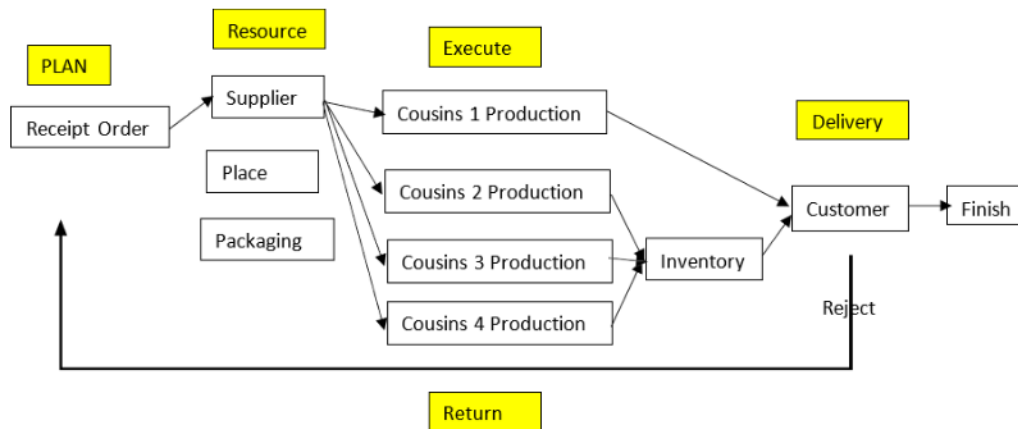 Resource
Execute
PLAN
Supplier
Receipt Order
Cousins 1 Production
Delivery
Place
Cousins 2 Production
Customer
Finish
Packaging
Cousins 3 Production
Inventory
Cousins 4 Production
Reject
Return